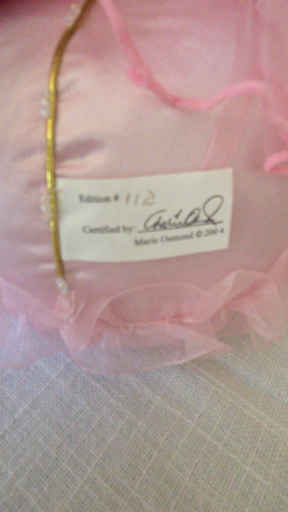 Edition # 112
Certified by:
Marie Osmond © 2004